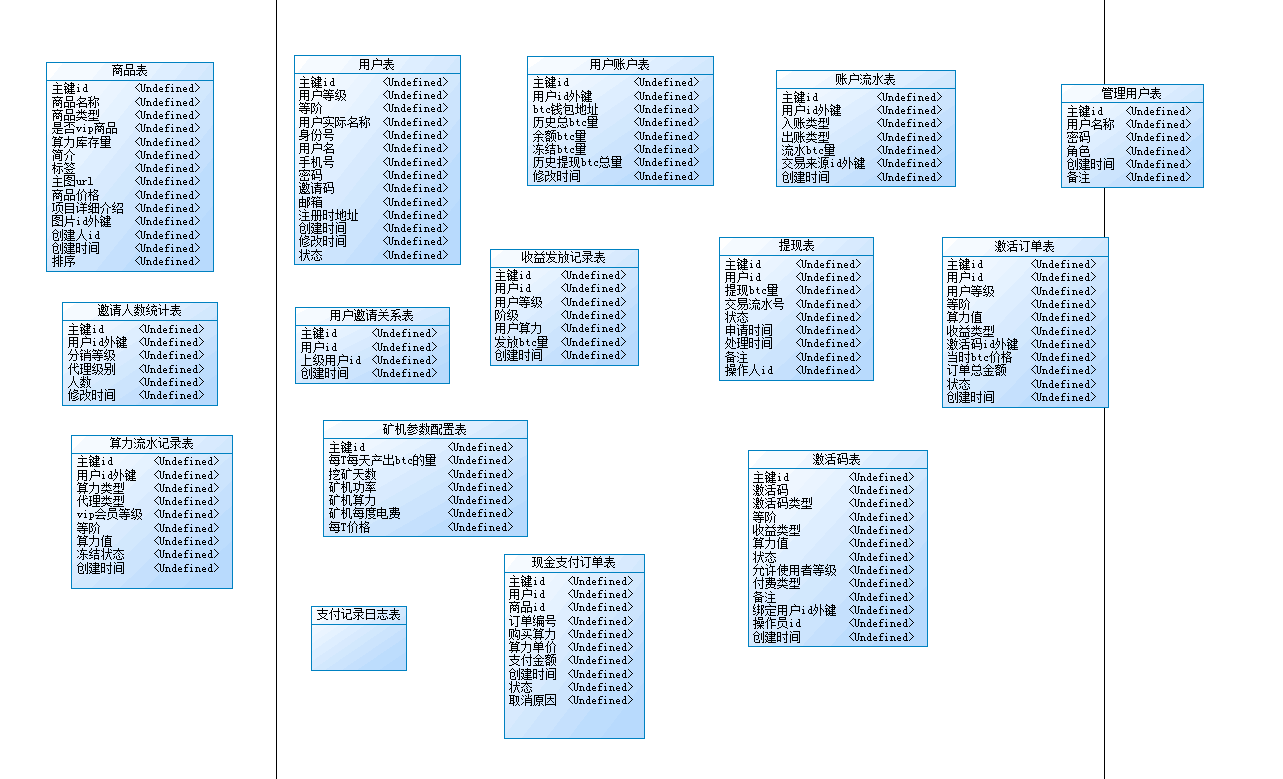 商品表
主键id <Undefined>
商品名称 <Undefined>
商品类型 <Undefined>
是否vip商品 <Undefined>
算力库存量 <Undefined>
简介 <Undefined>
标签 <Undefined>
主图url <Undefined>
商品价格 <Undefined>
项目详细介绍 <Undefined>
图片id外键 <Undefined>
创建人id <Undefined>
创建时间 <Undefined>
排序 <Undefined>
用户表
主键id <Undefined>
用户等级 <Undefined>
等阶 <Undefined>
用户实际名称 <Undefined>
身份号 <Undefined>
用户名 <Undefined>
手机号 <Undefined>
密码 <Undefined>
邀请码 <Undefined>
邮箱 <Undefined>
注册时地址 <Undefined>
创建时间 <Undefined>
修改时间 <Undefined>
状态 <Undefined>
用户账户表
主键id <Undefined>
用户id外键 <Undefined>
btc钱包地址 <Undefined>
历史总btc量 <Undefined>
余额btc量 <Undefined>
冻结btc量 <Undefined>
历史提现btc总量 <Undefined>
修改时间 <Undefined>
账户流水表
主键id <Undefined>
用户id外键 <Undefined>
入账类型 <Undefined>
出账类型 <Undefined>
流水btc量 <Undefined>
交易来源id外键 <Undefined>
创建时间 <Undefined>
管理用户表
主键id <Undefined>
用户名称 <Undefined>
密码 <Undefined>
角色 <Undefined>
创建时间 <Undefined>
备注 <Undefined>
邀请人数统计表
主键id <Undefined>
用户id外键 <Undefined>
分销等级 <Undefined>
代理级别 <Undefined>
人数 <Undefined>
修改时间 <Undefined>
用户邀请关系表
主键id <Undefined>
用户id <Undefined>
上级用户id <Undefined>
创建时间 <Undefined>
收益发放记录表
主键id <Undefined>
用户id <Undefined>
用户等级 <Undefined>
阶级 <Undefined>
用户算力 <Undefined>
发放btc量 <Undefined>
创建时间 <Undefined>
提现表
主键id <Undefined>
用户id <Undefined>
提现btc量 <Undefined>
交易流水号 <Undefined>
状态 <Undefined>
申请时间 <Undefined>
处理时间 <Undefined>
备注 <Undefined>
操作人id <Undefined>
激活订单表
主键id <Undefined>
用户id <Undefined>
用户等级 <Undefined>
等阶 <Undefined>
算力值 <Undefined>
收益类型 <Undefined>
激活码id外键 <Undefined>
当时btc价格 <Undefined>
订单总金额 <Undefined>
状态 <Undefined>
创建时间 <Undefined>
算力流水记录表
主键id <Undefined>
用户id外键 <Undefined>
算力类型 <Undefined>
代理类型 <Undefined>
vip会员等级 <Undefined>
等阶 <Undefined>
算力值 <Undefined>
冻结状态 <Undefined>
创建时间 <Undefined>
矿机参数配置表
主键id <Undefined>
每T每天产出btc的量 <Undefined>
挖矿天数 <Undefined>
矿机功率 <Undefined>
矿机算力 <Undefined>
矿机每度电费 <Undefined>
每T价格 <Undefined>
激活码表
主键id <Undefined>
激活码 <Undefined>
激活码类型 <Undefined>
等阶 <Undefined>
收益类型 <Undefined>
算力值 <Undefined>
状态 <Undefined>
允许使用者等级 <Undefined>
付费类型 <Undefined>
备注 <Undefined>
绑定用户id外键 <Undefined>
操作员id <Undefined>
创建时间 <Undefined>
支付记录日志表
现金支付订单表
主键id <Undefined>
用户id <Undefined>
商品id <Undefined>
订单编号 <Undefined>
购买算力 <Undefined>
算力单价 <Undefined>
支付金额 <Undefined>
创建时间 <Undefined>
状态 <Undefined>
取消原因 <Undefined>